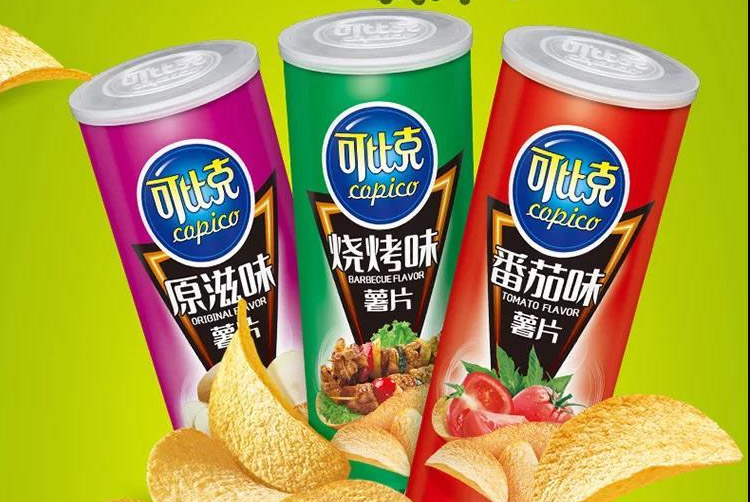 可比克
copico
原滋味
ORIGINAL FLAVOR
薯片
可比克
copico
烧烤味
BARBECUE FLAVOR
薯片
可比克
copico
番茄味
TOMATO FLAVOR
薯片